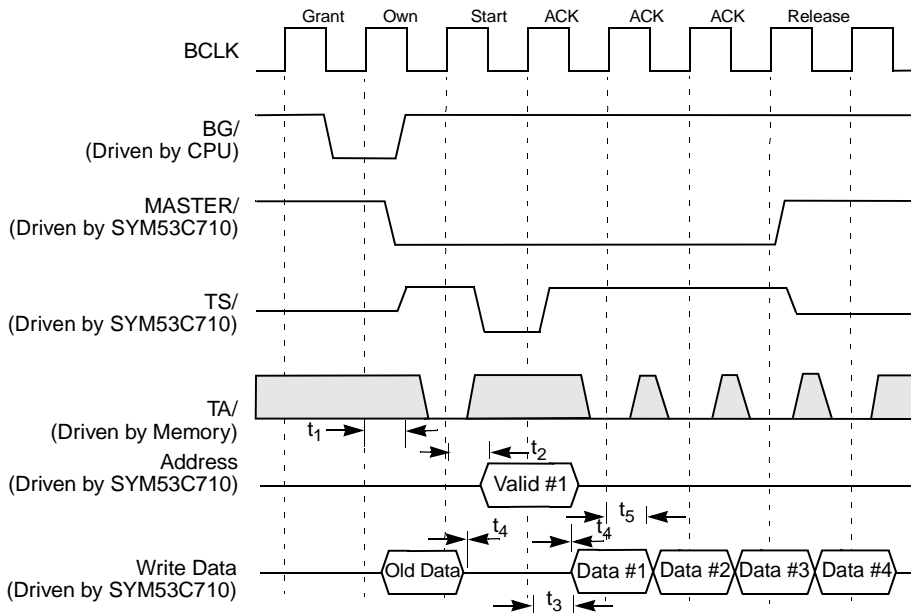 Grant Own Start ACK ACK ACK Release
BCLK
BG/
(Driven by CPU)
MASTER/
(Driven by SYM53C710)
TS/
(Driven by SYM53C710)
TA/
(Driven by Memory)
t1
t2
Address
(Driven by SYM53C710)
Valid #1
t4 t4 t5
Write Data
(Driven by SYM53C710)
Old Data Data #1 Data #2 Data #3 Data #4
t3